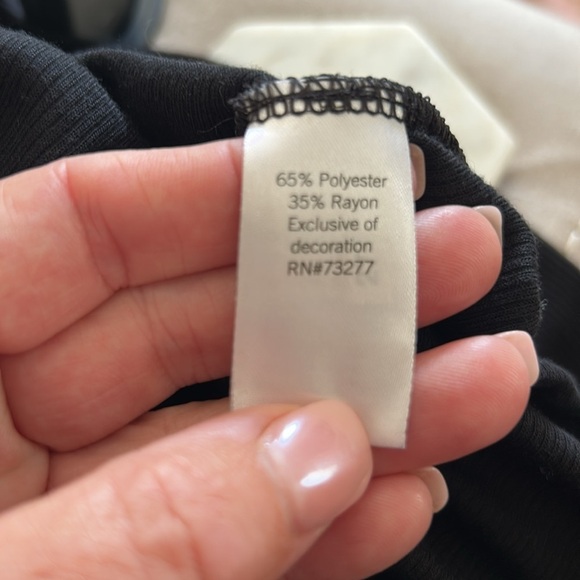 65% Polyester
35% Rayon
Exclusive of
decoration
RN#73277